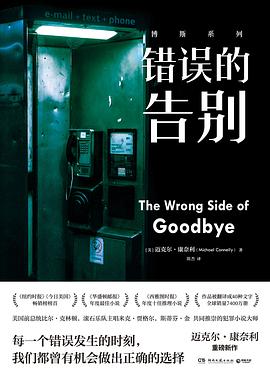 e-mail + text + phone
博斯系列
错误的
告别
The Wrong Side of
Goodbye
[美] 迈克尔·康奈利 (Michael Connelly)
陈杰 译
《纽约时报》《今日美国》
畅销榜榜首
《华盛顿邮报》
年度最佳小说
《西雅图时报》
年度十佳推理小说
作品被翻译成40种文字
全球销量7400万册
美国前总统比尔·克林顿，滚石乐队主唱米克·贾格尔，斯蒂芬·金 共同推崇的犯罪小说大师
每一个错误发生的时刻，
我们都曾有机会做出正确的选择
迈克尔·康奈利
重磅新作